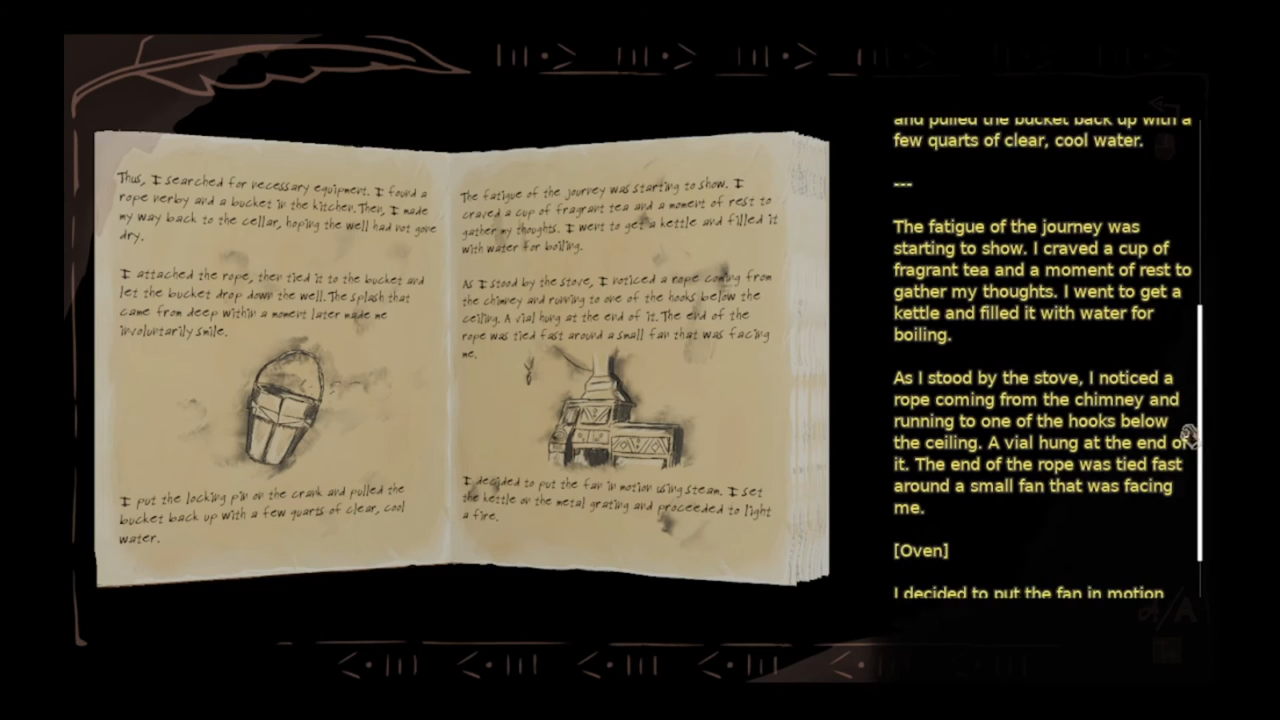 Thus, I searched for necessary equipment. I found a
rope nerby and a bucket in the kitchen. Then, I made
my way back to the cellar, hoping the well had not gone
dry.
I attached the rope, then tied it to the bucket and
let the bucket drop down the well. The splash that
came from deep within a moment later made me
involuntarily smile.
I put the locking pin on the crank and pulled the
bucket back up with a few quarts of clear, cool
water.
The fatigue of the journey was starting to show. I
craved a cup of fragrant tea and a moment of rest to
gather my thoughts. I went to get a kettle and filled it
with water for boiling.
As I stood by the stove, I noticed a rope coming from
the chimney and running to one of the hooks below the
ceiling. A vial hung at the end of it. The end of the
rope was tied fast around a small fan that was facing
me.
I decided to put the fan in motion using steam. I set
the kettle on the metal grating and proceeded to light
a fire.
and pulled the bucket back up with a
few quarts of clear, cool water.
---
The fatigue of the journey was
starting to show. I craved a cup of
fragrant tea and a moment of rest to
gather my thoughts. I went to get a
kettle and filled it with water for
boiling.
As I stood by the stove, I noticed a
rope coming from the chimney and
running to one of the hooks below
the ceiling. A vial hung at the end of
it. The end of the rope was tied fast
around a small fan that was facing
me.
[Oven]
I decided to put the fan in motion
a/A